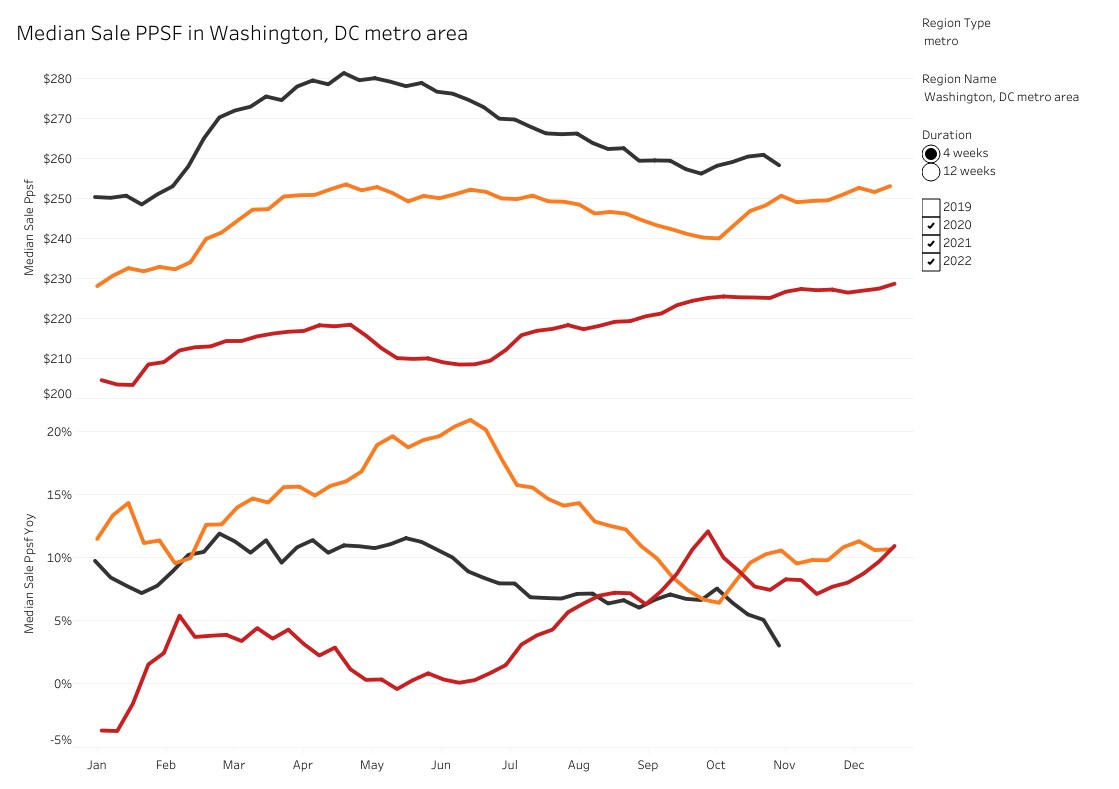 Median Sale PPSF in Washington, DC metro area
Median Sale Ppsf
$280
$270
$260
$250
$240
$230
$220
$210
$200
Median Sale Ppsf Yoy
20%
15%
10%
5%
0%
-5%
Jan Feb Mar Apr May Jun Jul Aug Sep Oct Nov Dec
Region Type
metro
Region Name
Washington, DC metro area
Duration
4 weeks
12 weeks
2019
2020
2021
2022